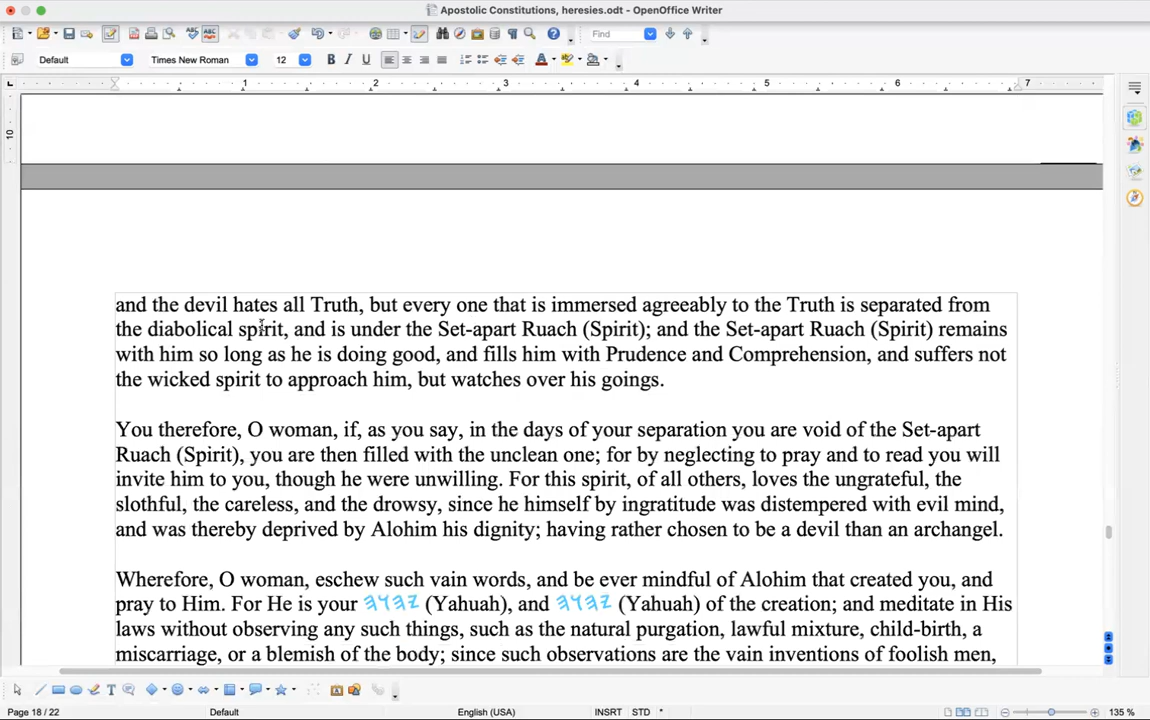 Apostolic Constitutions, heresies.odt - OpenOffice Writer
Find
Default Times New Roman 12 B I U
1 2 3 4 5 6 7
10
and the devil hates all Truth, but every one that is immersed agreeably to the Truth is separated from
the diabolical spirit, and is under the Set-apart Ruach (Spirit); and the Set-apart Ruach (Spirit) remains
with him so long as he is doing good, and fills him with Prudence and Comprehension, and suffers not
the wicked spirit to approach him, but watches over his goings.
You therefore, O woman, if, as you say, in the days of your separation you are void of the Set-apart
Ruach (Spirit), you are then filled with the unclean one; for by neglecting to pray and to read you will
invite him to you, though he were unwilling. For this spirit, of all others, loves the ungrateful, the
slothful, the careless, and the drowsy, since he himself by ingratitude was distempered with evil mind,
and was thereby deprived by Alohim his dignity; having rather chosen to be a devil than an archangel.
Wherefore, O woman, eschew such vain words, and be ever mindful of Alohim that created you, and
pray to Him. For He is your 𐤉𐤄𐤅𐤄 (Yahuah), and 𐤉𐤄𐤅𐤄 (Yahuah) of the creation; and meditate in His
laws without observing any such things, such as the natural purgation, lawful mixture, child-birth, a
miscarriage, or a blemish of the body; since such observations are the vain inventions of foolish men,
Page 18 / 22 Default English (USA) INSRT STD * 135 %